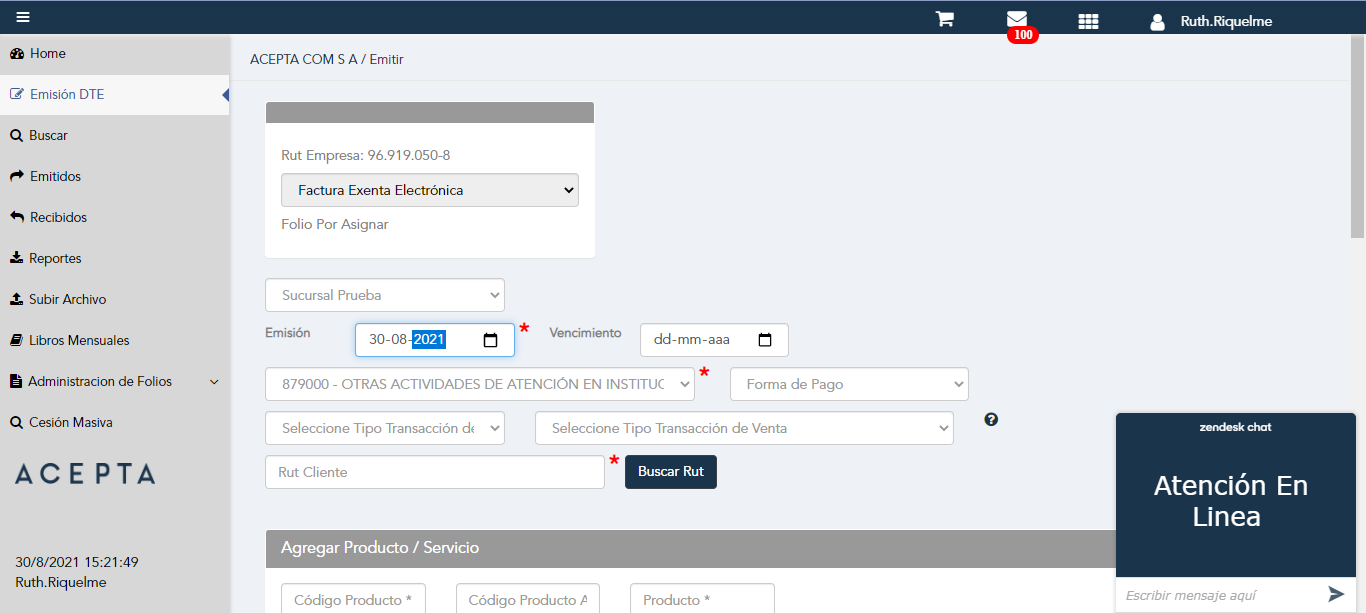 Ruth.Riquelme
100
Home
Emisión DTE
Buscar
Emitidos
Recibidos
Reportes
Subir Archivo
Libros Mensuales
Administracion de Folios
Cesión Masiva
ACEPTA
30/8/2021 15:21:49
Ruth.Riquelme
ACEPTA COM S A / Emitir
Rut Empresa: 96.919.050-8
Factura Exenta Electrónica
Folio Por Asignar
Sucursal Prueba
Emisión 30-08-2021 * Vencimiento dd-mm-aaa
879000 - OTRAS ACTIVIDADES DE ATENCIÓN EN INSTITUC * Forma de Pago
Seleccione Tipo Transacción de Seleccione Tipo Transacción de Venta ?
Rut Cliente * Buscar Rut
Agregar Producto / Servicio
Código Producto * Código Producto A Producto *
zendesk chat
Atención En
Linea
Escribir mensaje aquí